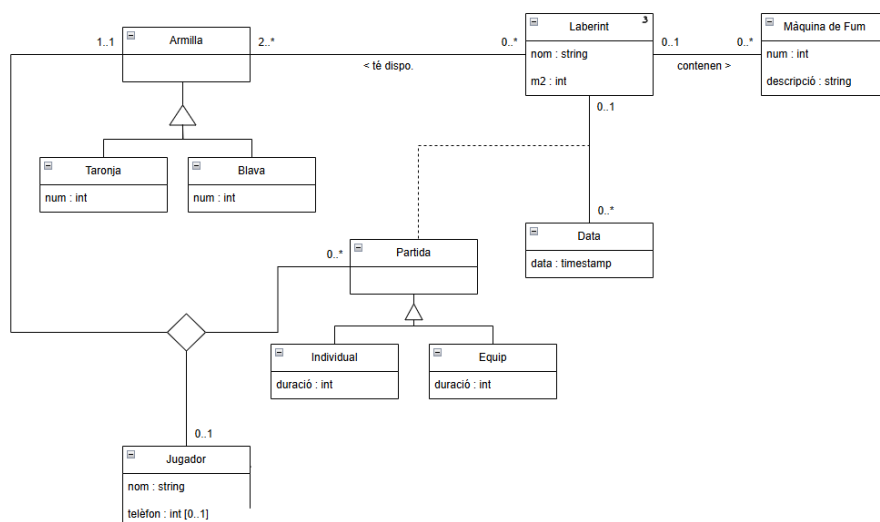 Armilla
1..1
2..*
< té dispo.
0..*
Laberint 3
nom : string
m2 : int
0..1
contenen >
0..*
Màquina de Fum
num : int
descripció : string
0..1
Taronja
num : int
Blava
num : int
0..*
Data
data : timestamp
0..*
Partida
Individual
duració : int
Equip
duració : int
0..1
Jugador
nom : string
telèfon : int [0..1]